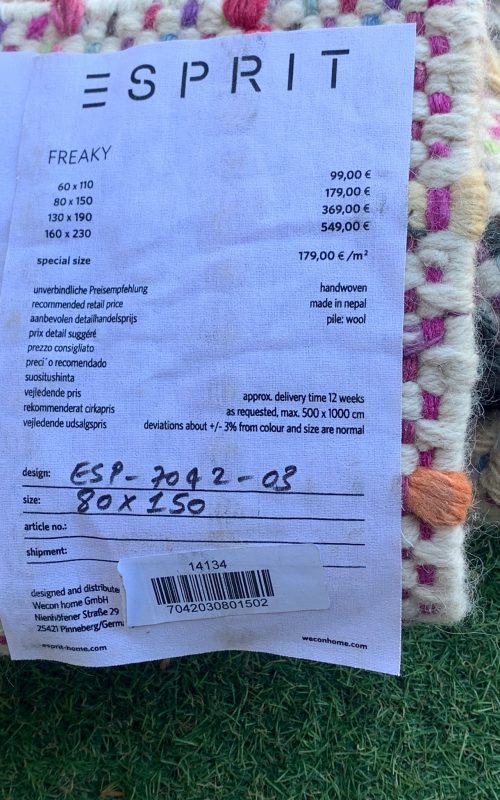 ESPRIT
FREAKY
60 x 110 99,00 €
80 x 150 179,00 €
130 x 190 369,00 €
160 x 230 549,00 €
special size 179,00 € /m²
unverbindliche Preisempfehlung handwoven
recommended retail price made in nepal
aanbevolen detailhandelsprijs pile: wool
prix detail suggéré
prezzo consigliato
preci´o recomendado
suositushinta
vejledende pris approx. delivery time 12 weeks
rekommenderat cirkapris as requested, max. 500 x 1000 cm
vejledende udsalgspris deviations about +/- 3% from colour and size are normal
design: ESP-7042-03
size: 80x150
article no.:
shipment:
14134
7042030801502
designed and distribute
Wecon home GmbH
Nienhöfener Straße 29
25421 Pinneberg/Germ
esprit-home.com weconhome.com